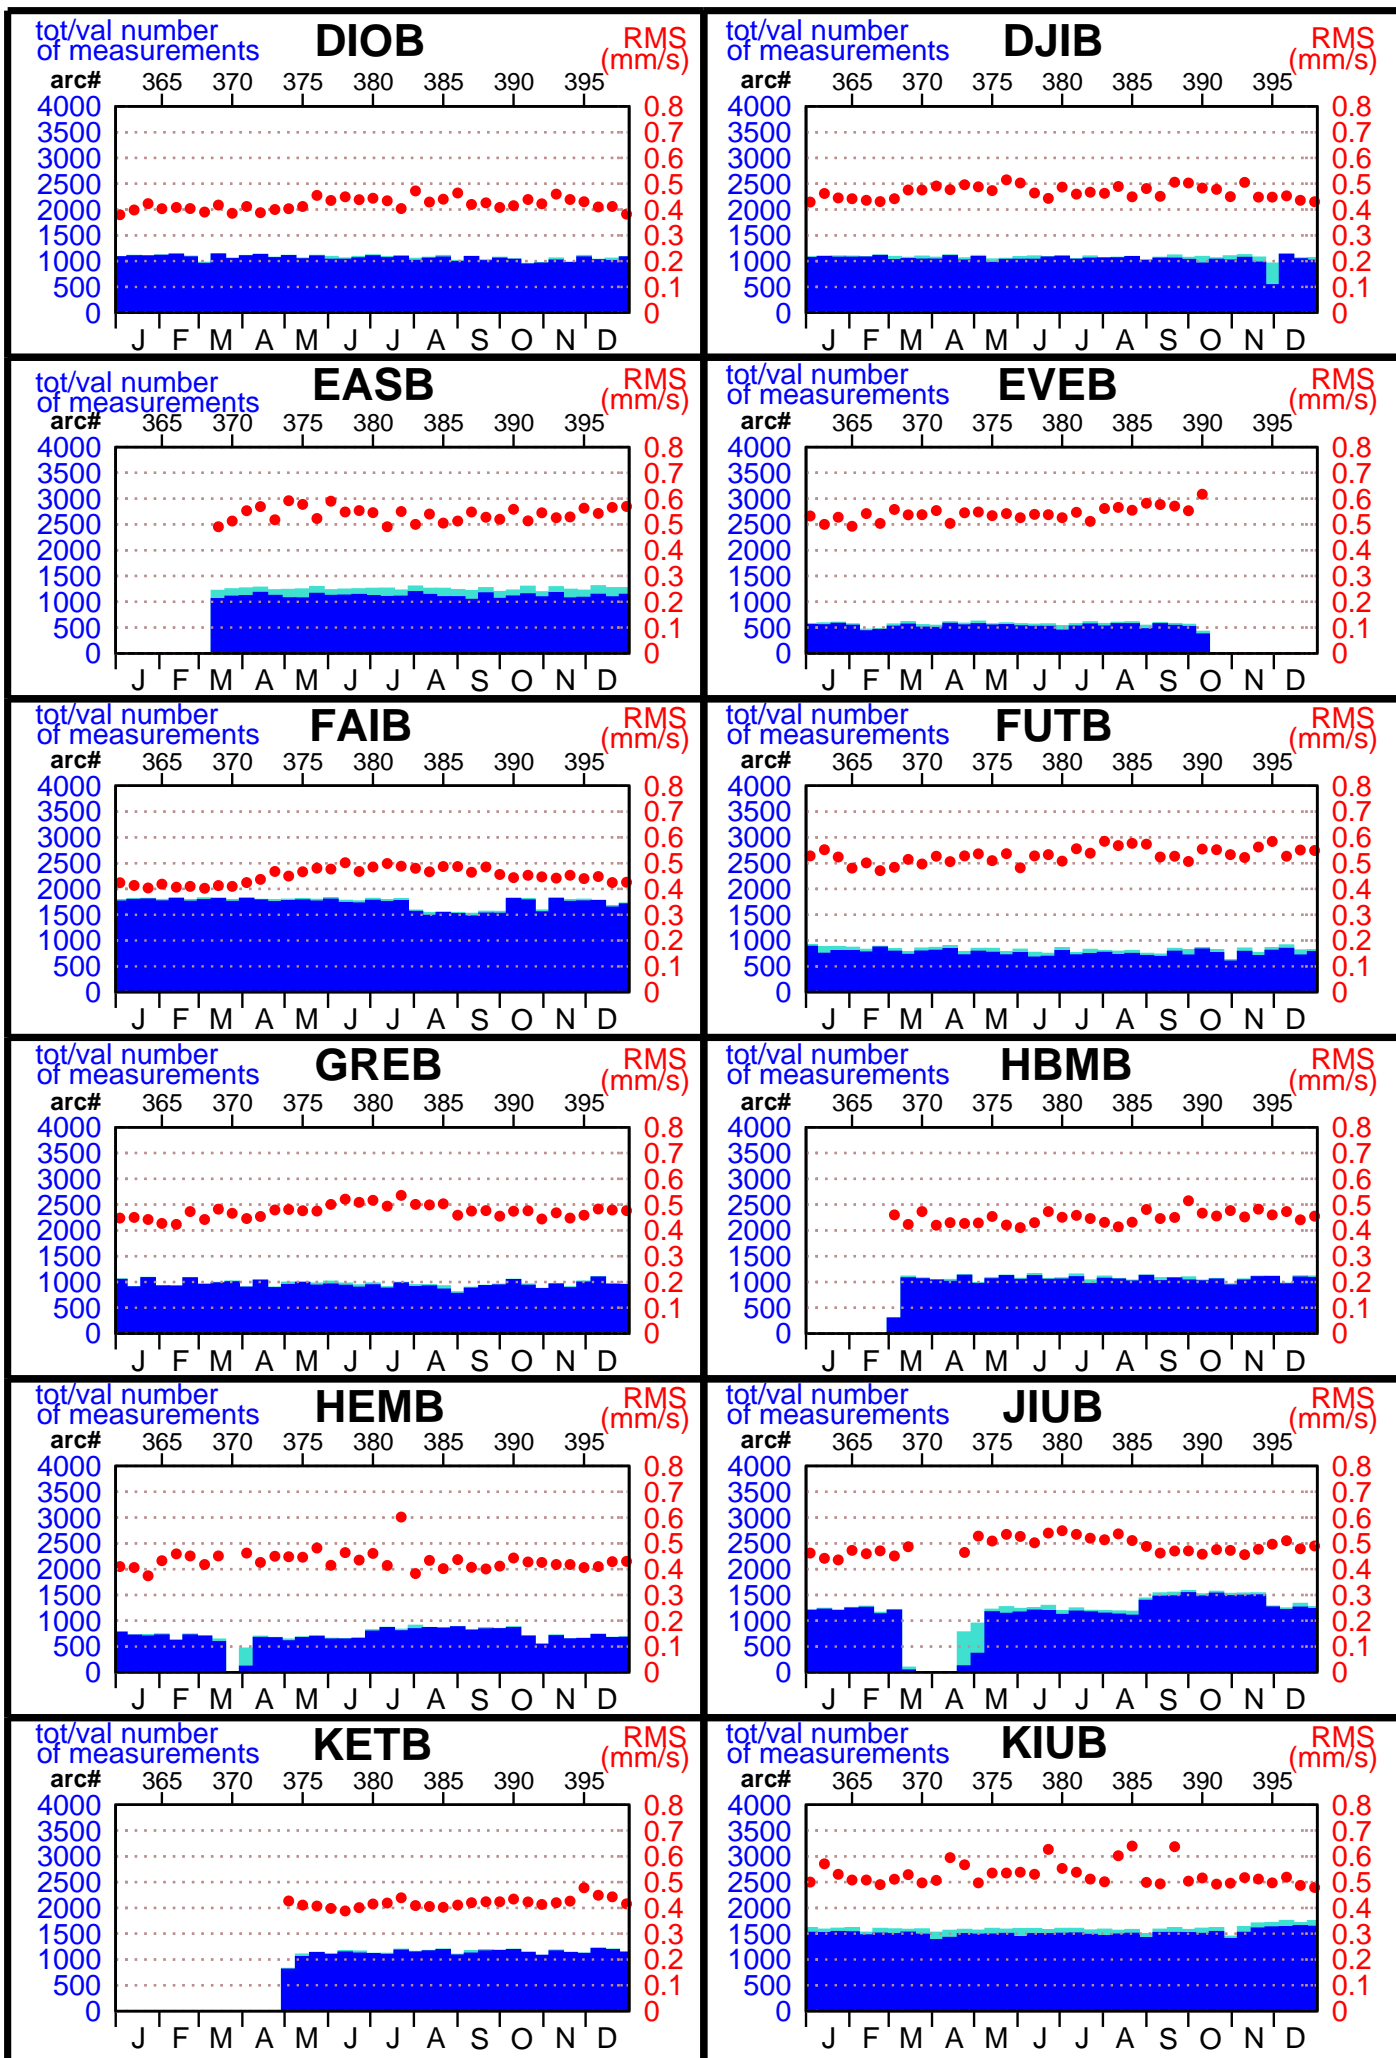 tot/val number DIOB RMS
of measurements (mm/s)
arc# 365 370 375 380 385 390 395
4000 0.8
3500 0.7
3000 0.6
2500 0.5
2000 0.4
1500 0.3
1000 0.2
500 0.1
0 0
J F M A M J J A S O N D
tot/val number DJIB RMS
of measurements (mm/s)
arc# 365 370 375 380 385 390 395
4000 0.8
3500 0.7
3000 0.6
2500 0.5
2000 0.4
1500 0.3
1000 0.2
500 0.1
0 0
J F M A M J J A S O N D
tot/val number EASB RMS
of measurements (mm/s)
arc# 365 370 375 380 385 390 395
4000 0.8
3500 0.7
3000 0.6
2500 0.5
2000 0.4
1500 0.3
1000 0.2
500 0.1
0 0
J F M A M J J A S O N D
tot/val number EVEB RMS
of measurements (mm/s)
arc# 365 370 375 380 385 390 395
4000 0.8
3500 0.7
3000 0.6
2500 0.5
2000 0.4
1500 0.3
1000 0.2
500 0.1
0 0
J F M A M J J A S O N D
tot/val number FAIB RMS
of measurements (mm/s)
arc# 365 370 375 380 385 390 395
4000 0.8
3500 0.7
3000 0.6
2500 0.5
2000 0.4
1500 0.3
1000 0.2
500 0.1
0 0
J F M A M J J A S O N D
tot/val number FUTB RMS
of measurements (mm/s)
arc# 365 370 375 380 385 390 395
4000 0.8
3500 0.7
3000 0.6
2500 0.5
2000 0.4
1500 0.3
1000 0.2
500 0.1
0 0
J F M A M J J A S O N D
tot/val number GREB RMS
of measurements (mm/s)
arc# 365 370 375 380 385 390 395
4000 0.8
3500 0.7
3000 0.6
2500 0.5
2000 0.4
1500 0.3
1000 0.2
500 0.1
0 0
J F M A M J J A S O N D
tot/val number HBMB RMS
of measurements (mm/s)
arc# 365 370 375 380 385 390 395
4000 0.8
3500 0.7
3000 0.6
2500 0.5
2000 0.4
1500 0.3
1000 0.2
500 0.1
0 0
J F M A M J J A S O N D
tot/val number HEMB RMS
of measurements (mm/s)
arc# 365 370 375 380 385 390 395
4000 0.8
3500 0.7
3000 0.6
2500 0.5
2000 0.4
1500 0.3
1000 0.2
500 0.1
0 0
J F M A M J J A S O N D
tot/val number JIUB RMS
of measurements (mm/s)
arc# 365 370 375 380 385 390 395
4000 0.8
3500 0.7
3000 0.6
2500 0.5
2000 0.4
1500 0.3
1000 0.2
500 0.1
0 0
J F M A M J J A S O N D
tot/val number KETB RMS
of measurements (mm/s)
arc# 365 370 375 380 385 390 395
4000 0.8
3500 0.7
3000 0.6
2500 0.5
2000 0.4
1500 0.3
1000 0.2
500 0.1
0 0
J F M A M J J A S O N D
tot/val number KIUB RMS
of measurements (mm/s)
arc# 365 370 375 380 385 390 395
4000 0.8
3500 0.7
3000 0.6
2500 0.5
2000 0.4
1500 0.3
1000 0.2
500 0.1
0 0
J F M A M J J A S O N D